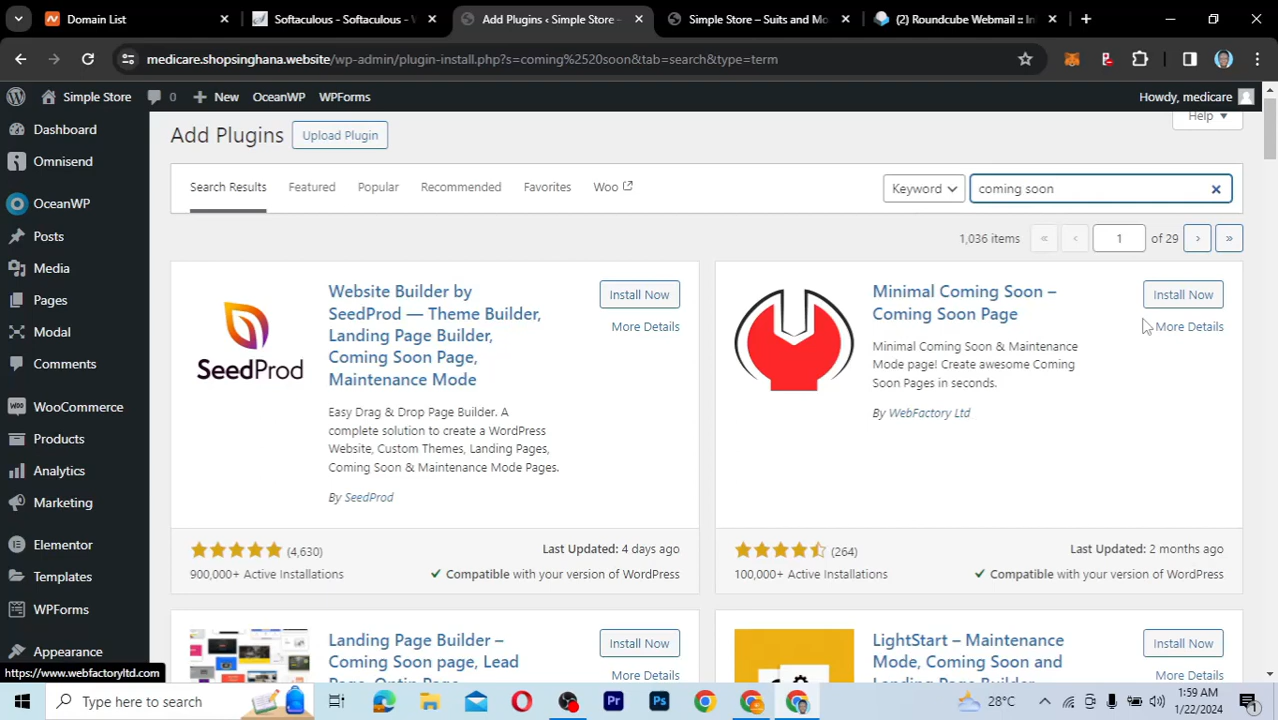 Domain List
Softaculous - Softaculous - W
Add Plugins ‹ Simple Store –
Simple Store – Suits and Mo
(2) Roundcube Webmail :: In
medicare.shopsinghana.website/wp-admin/plugin-install.php?s=coming%2520soon&tab=search&type=term
Simple Store
0
New
OceanWP
WPForms
Howdy, medicare
Dashboard
Omnisend
OceanWP
Posts
Media
Pages
Modal
Comments
WooCommerce
Products
Analytics
Marketing
Elementor
Templates
WPForms
Appearance
https://www.webfactoryltd.com
Add Plugins
Upload Plugin
Help
Search Results
Featured
Popular
Recommended
Favorites
Woo
Keyword
coming soon
1,036 items
«
‹
1
of 29
›
»
Website Builder by
SeedProd — Theme Builder,
Landing Page Builder,
Coming Soon Page,
Maintenance Mode
Install Now
More Details
SeedProd
Easy Drag & Drop Page Builder. A
complete solution to create a WordPress
Website, Custom Themes, Landing Pages,
Coming Soon & Maintenance Mode Pages.
By SeedProd
(4,630)
Last Updated: 4 days ago
900,000+ Active Installations
Compatible with your version of WordPress
Minimal Coming Soon –
Coming Soon Page
Install Now
More Details
Minimal Coming Soon & Maintenance
Mode page! Create awesome Coming
Soon Pages in seconds.
By WebFactory Ltd
(264)
Last Updated: 2 months ago
100,000+ Active Installations
Compatible with your version of WordPress
Landing Page Builder –
Coming Soon page, Lead
Install Now
More Details
LightStart – Maintenance
Mode, Coming Soon and
Install Now
More Details
Type here to search
Pr
Ps
28°C
1:59 AM
1/22/2024
1